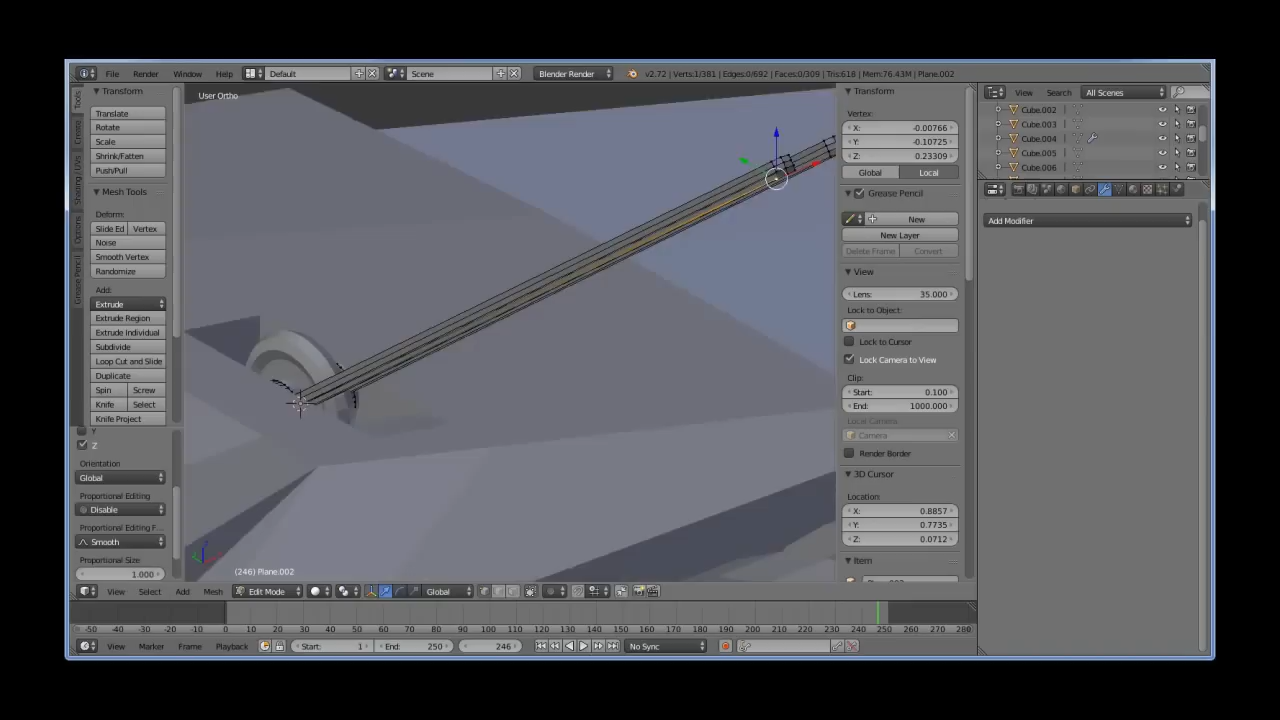 File Render Window Help Default Scene Blender Render v2.72 | Verts:1/381 | Edges:0/692 | Faces:0/309 | Tris:618 | Mem:76.43M | Plane.002
Tools
Create
Shading / UVs
Options
Grease Pencil
Transform
Translate
Rotate
Scale
Shrink/Fatten
Push/Pull
Mesh Tools
Deform:
Slide Ed Vertex
Noise
Smooth Vertex
Randomize
Add:
Extrude
Extrude Region
Extrude Individual
Subdivide
Loop Cut and Slide
Duplicate
Spin Screw
Knife Select
Knife Project
Y
Z
Orientation
Global
Proportional Editing
Disable
Proportional Editing F...
Smooth
Proportional Size:
1.000
User Ortho
(246) Plane.002
Transform
Vertex:
X: -0.00766
Y: -0.10725
Z: 0.23309
Global Local
Grease Pencil
New
New Layer
Delete Frame Convert
View
Lens: 35.000
Lock to Object:
Lock to Cursor
Lock Camera to View
Clip:
Start: 0.100
End: 1000.000
Local Camera:
Camera
Render Border
3D Cursor
Location:
X: 0.8857
Y: 0.7735
Z: 0.0712
Item
View Search All Scenes
Cube.002
Cube.003
Cube.004
Cube.005
Cube.006
Add Modifier
View Select Add Mesh Edit Mode Global
-50 -40 -30 -20 -10 0 10 20 30 40 50 60 70 80 90 100 110 120 130 140 150 160 170 180 190 200 210 220 230 240 250 260 270 280
View Marker Frame Playback Start: 1 End: 250 246 No Sync